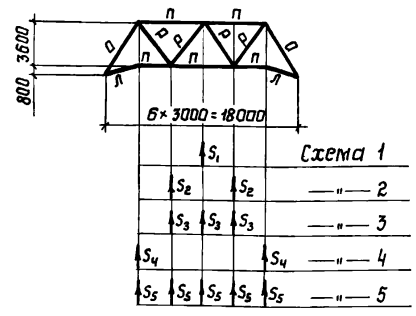 П П
О Р Р Р Р О
Л П П П Л
3600
800
6 × 3000 = 18000
S₁ Схема 1
S₂ S₂ —〃— 2
S₃ S₃ S₃ —〃— 3
S₄ S₄ —〃— 4
S₅ S₅ S₅ S₅ S₅ —〃— 5